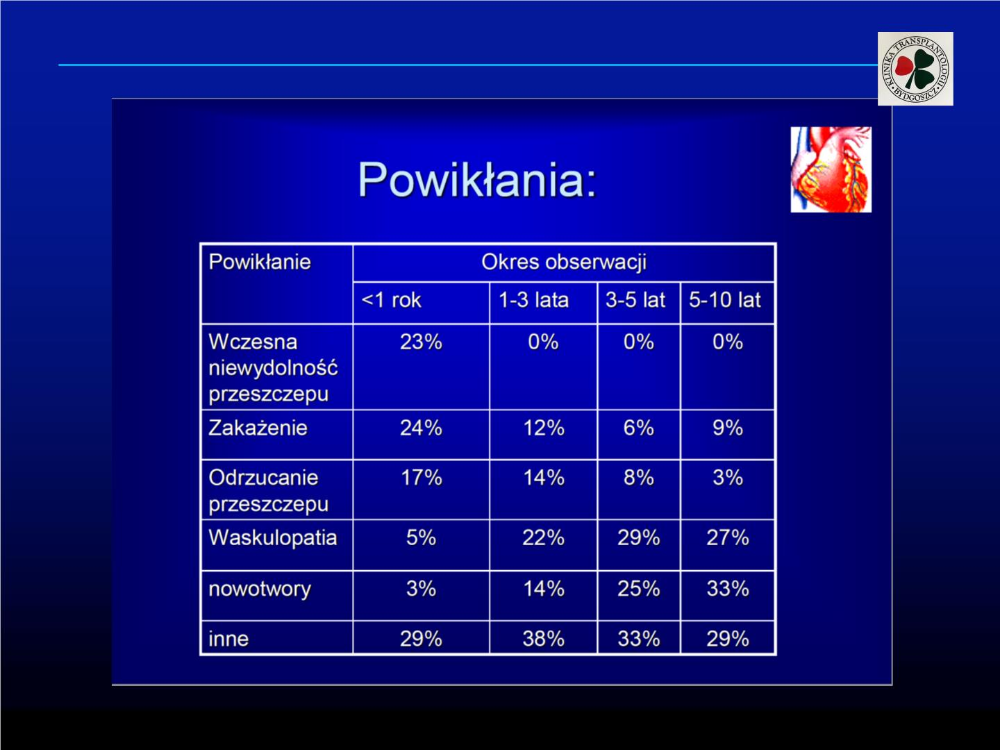 KLINIKA TRANSPLANTOLOGII
• BYDGOSZCZ •
Powikłania:
Powikłanie
Okres obserwacji
<1 rok
1-3 lata
3-5 lat
5-10 lat
Wczesna
niewydolność
przeszczepu
23%
0%
0%
0%
Zakażenie
24%
12%
6%
9%
Odrzucanie
przeszczepu
17%
14%
8%
3%
Waskulopatia
5%
22%
29%
27%
nowotwory
3%
14%
25%
33%
inne
29%
38%
33%
29%